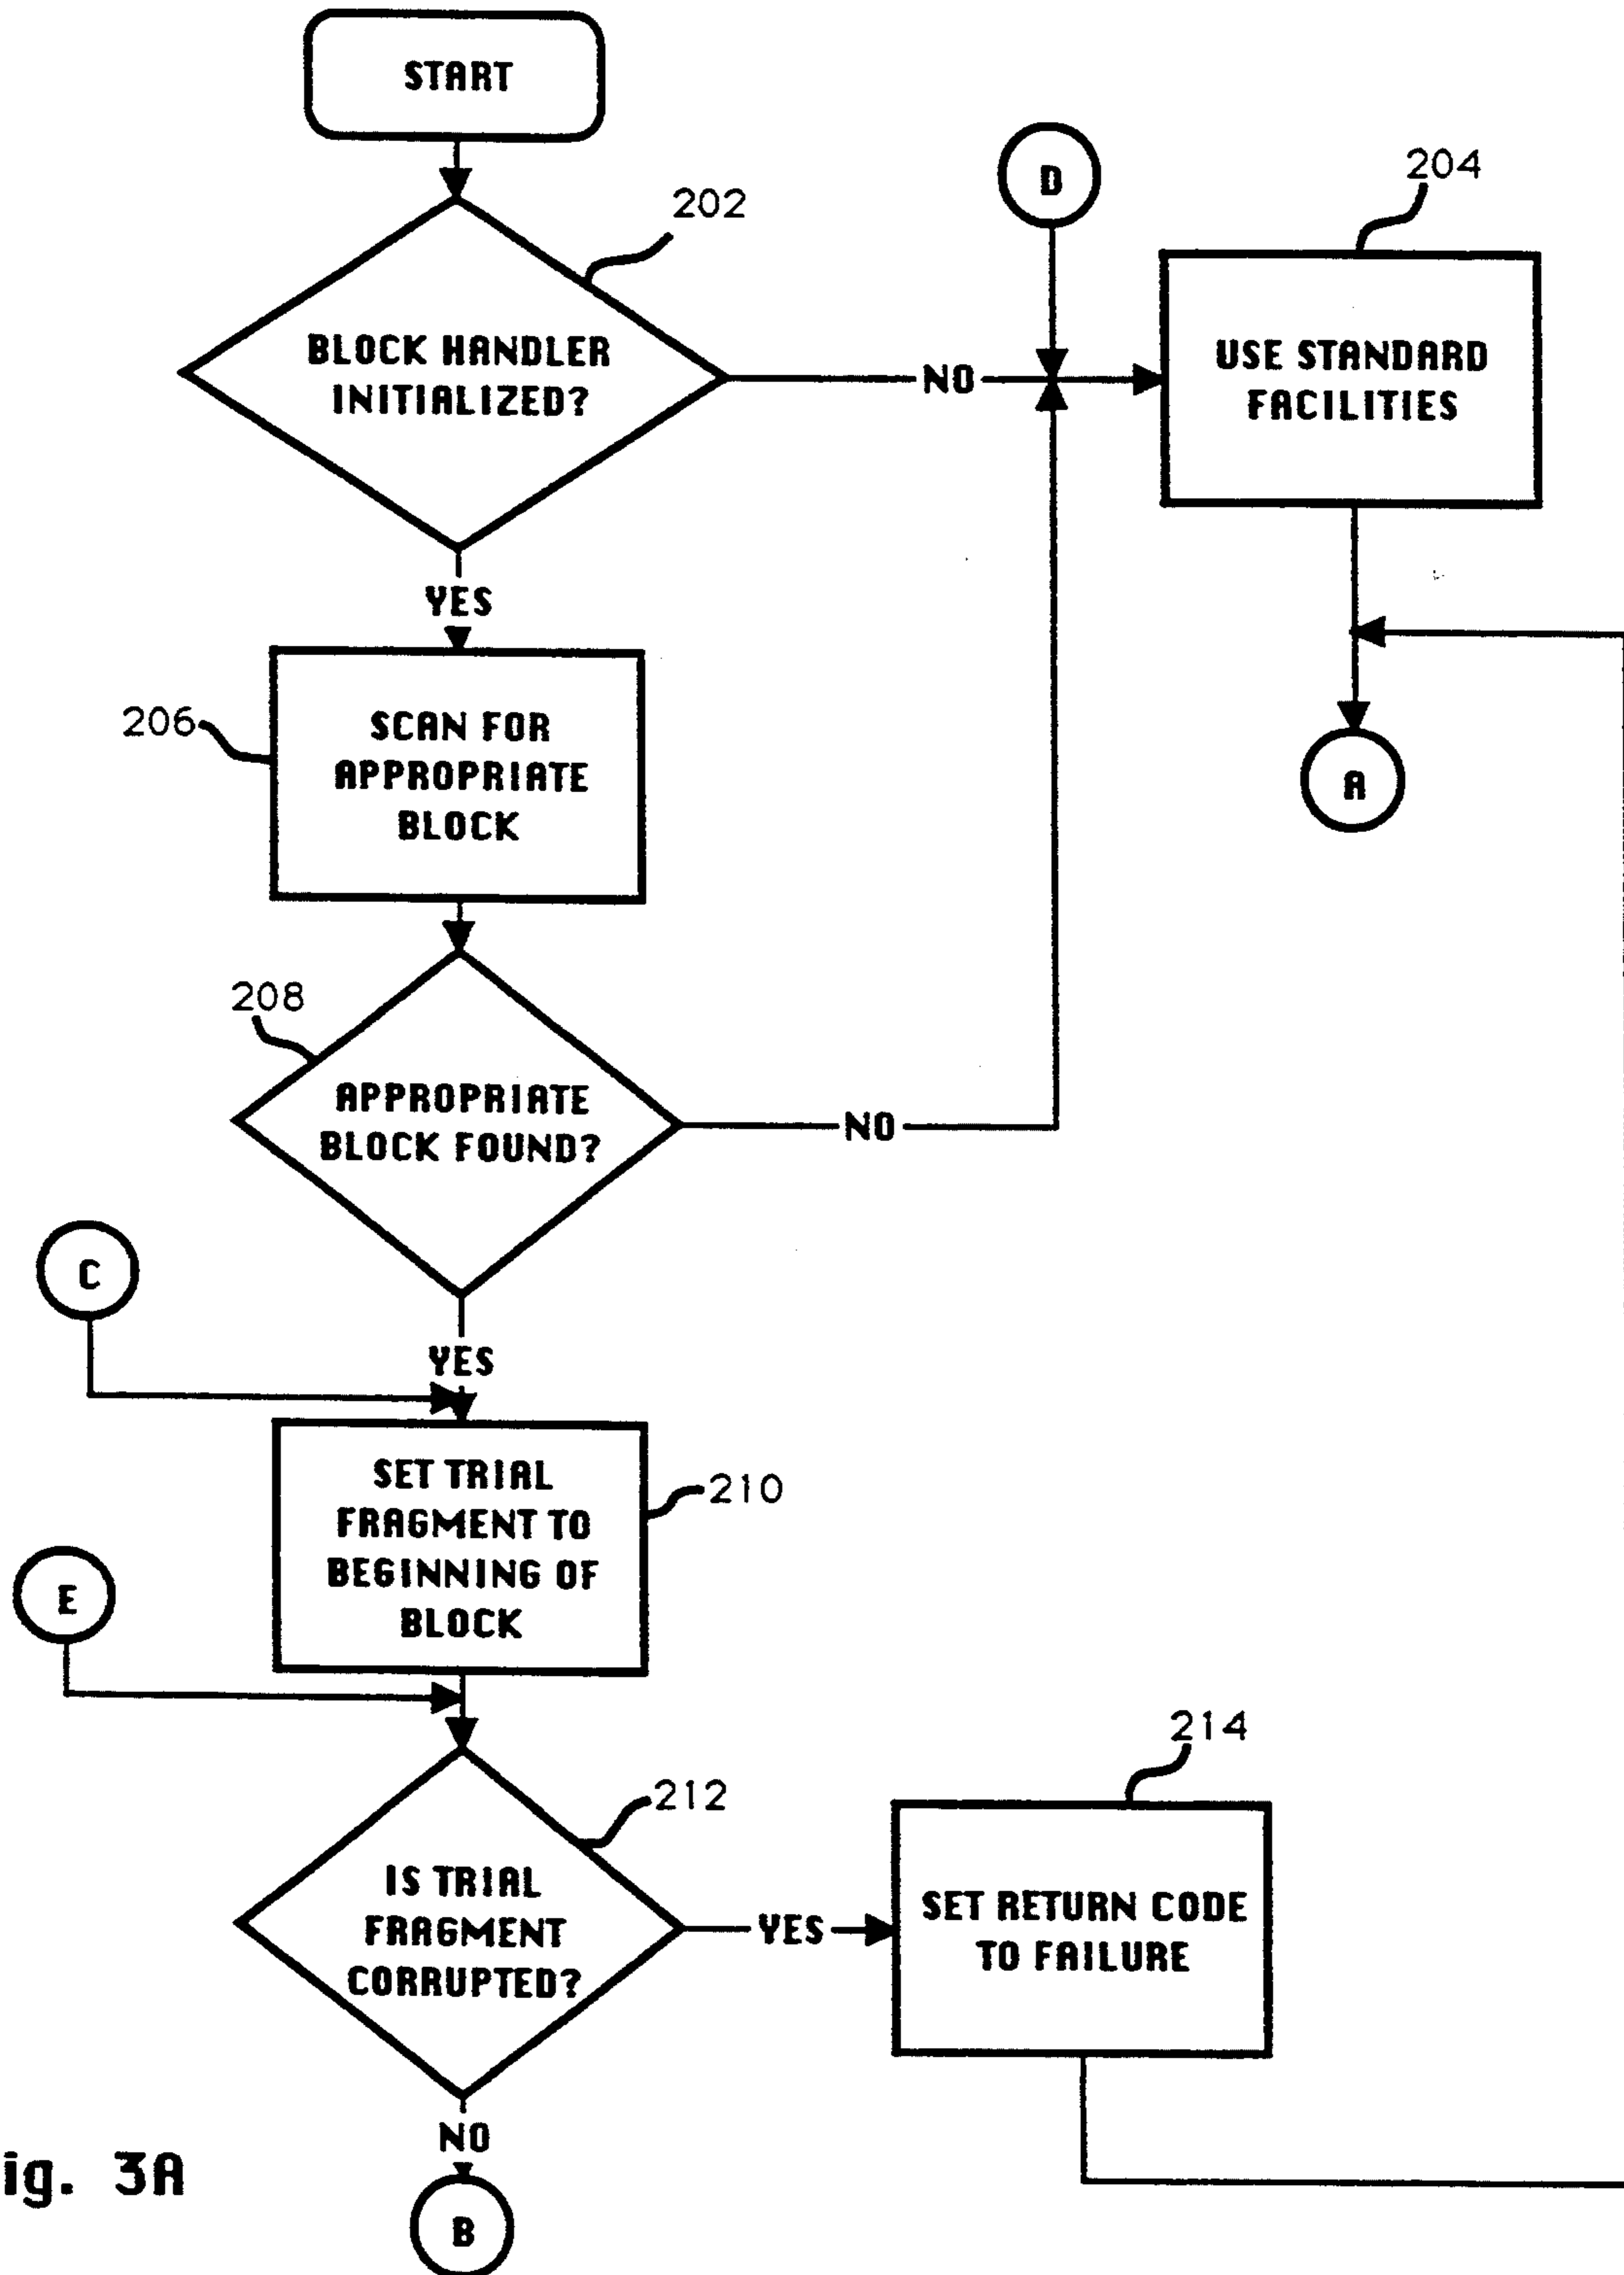 START
202
BLOCK HANDLER
INITIALIZED?
NO
D
204
USE STANDARD
FACILITIES
A
YES
206
SCAN FOR
APPROPRIATE
BLOCK
208
APPROPRIATE
BLOCK FOUND?
NO
C
YES
210
SET TRIAL
FRAGMENT TO
BEGINNING OF
BLOCK
E
212
IS TRIAL
FRAGMENT
CORRUPTED?
YES
214
SET RETURN CODE
TO FAILURE
NO
B
ig. 3A